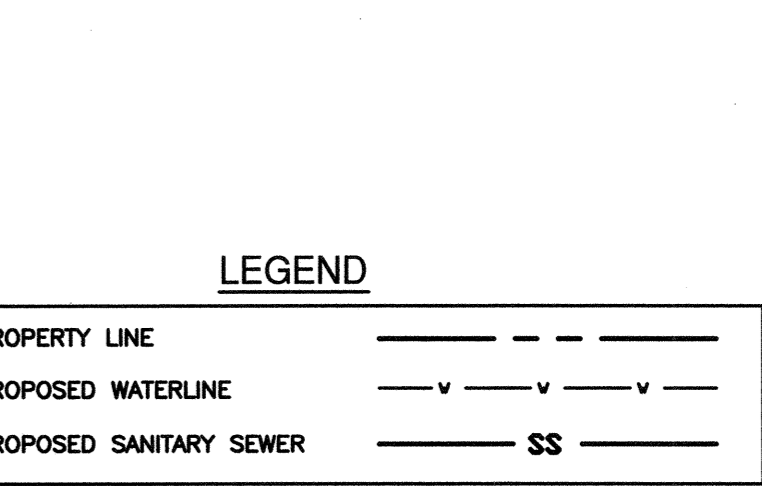 LEGEND
ROPERTY LINE
ROPOSED WATERLINE v v v
ROPOSED SANITARY SEWER SS